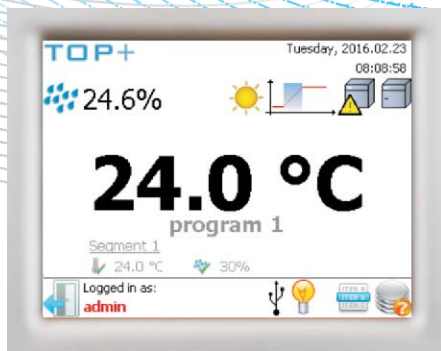 TOP+
Tuesday, 2016.02.23
08:08:58
24.6%
24.0 °C
program 1
Segment 1
24.0 °C 30%
Logged in as:
admin